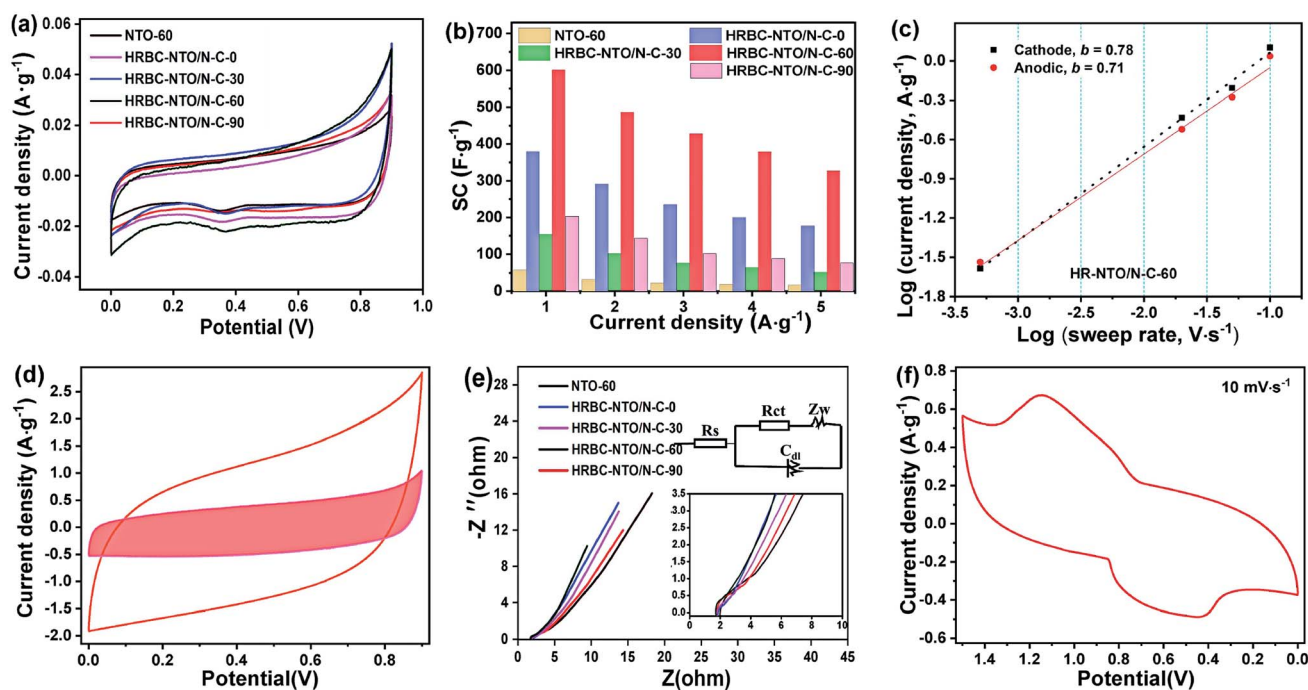 (a)
0.06
0.04
0.02
0.00
-0.02
-0.04
Current density (A·g⁻¹)
NTO-60
HRBC-NTO/N-C-0
HRBC-NTO/N-C-30
HRBC-NTO/N-C-60
HRBC-NTO/N-C-90
0.0 0.2 0.4 0.6 0.8 1.0
Potential (V)
(b)
700
600
500
400
300
200
100
0
SC (F·g⁻¹)
NTO-60 HRBC-NTO/N-C-0
HRBC-NTO/N-C-30 HRBC-NTO/N-C-60
HRBC-NTO/N-C-90
1 2 3 4 5
Current density (A·g⁻¹)
(c)
0.0
-0.3
-0.6
-0.9
-1.2
-1.5
-1.8
Log (current density, A·g⁻¹)
Cathode, b = 0.78
Anodic, b = 0.71
HR-NTO/N-C-60
-3.5 -3.0 -2.5 -2.0 -1.5 -1.0
Log (sweep rate, V·s⁻¹)
(d)
2.5
2.0
1.5
1.0
0.5
0.0
-0.5
-1.0
-1.5
-2.0
Current density (A·g⁻¹)
0.0 0.2 0.4 0.6 0.8
Potential(V)
(e)
28
24
20
16
12
8
4
0
-Z ''(ohm)
NTO-60
HRBC-NTO/N-C-0
HRBC-NTO/N-C-30
HRBC-NTO/N-C-60
HRBC-NTO/N-C-90
Rs
Rct
Zw
Cdl
3.5
3.0
2.5
2.0
1.5
1.0
0.5
0.0
0 2 4 6 8 10
0 5 10 15 20 25 30 35 40 45
Z(ohm)
(f)
0.8
0.6
0.4
0.2
0.0
-0.2
-0.4
-0.6
Current density (A·g⁻¹)
10 mV·s⁻¹
1.4 1.2 1.0 0.8 0.6 0.4 0.2 0.0
Potential(V)